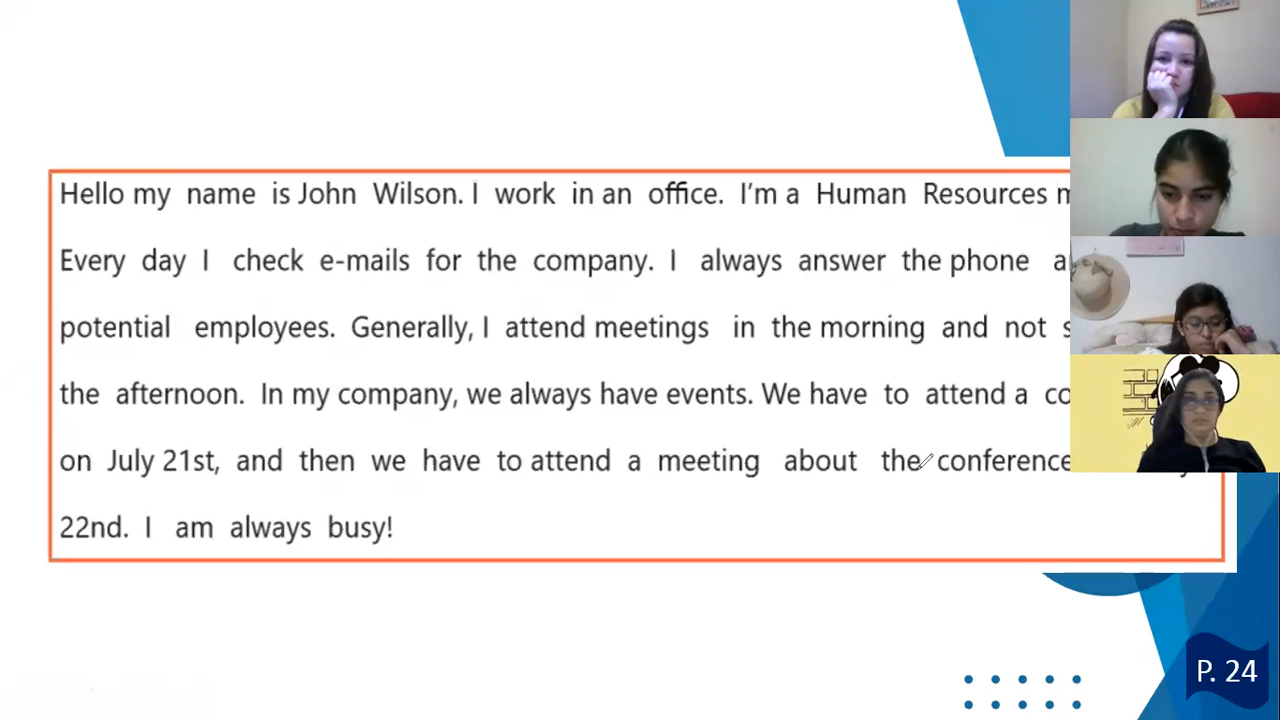 Hello my name is John Wilson. I work in an office. I'm a Human Resources
Every day I check e-mails for the company. I always answer the phone
potential employees. Generally, I attend meetings in the morning and not
the afternoon. In my company, we always have events. We have to attend a
on July 21st, and then we have to attend a meeting about the conference
22nd. I am always busy!
P. 24